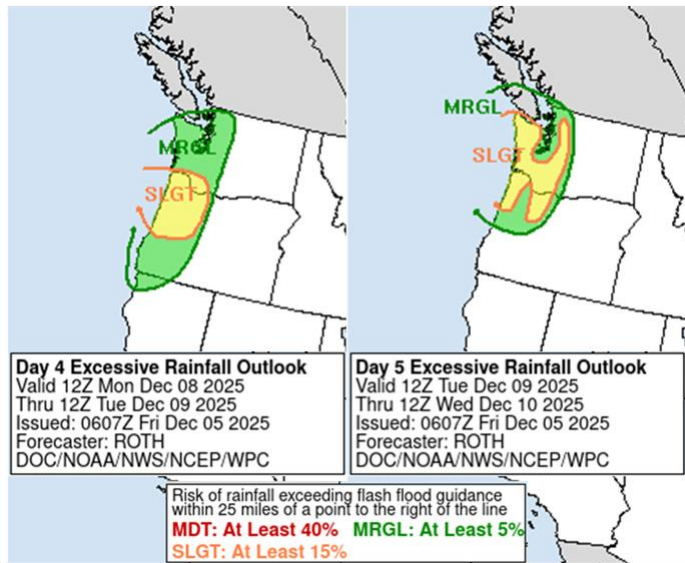 MRGL
SLGT
MRGL
SLGT
Day 4 Excessive Rainfall Outlook
Valid 12Z Mon Dec 08 2025
Thru 12Z Tue Dec 09 2025
Issued: 0607Z Fri Dec 05 2025
Forecaster: ROTH
DOC/NOAA/NWS/NCEP/WPC
Day 5 Excessive Rainfall Outlook
Valid 12Z Tue Dec 09 2025
Thru 12Z Wed Dec 10 2025
Issued: 0607Z Fri Dec 05 2025
Forecaster: ROTH
DOC/NOAA/NWS/NCEP/WPC
Risk of rainfall exceeding flash flood guidance
within 25 miles of a point to the right of the line
MDT: At Least 40% MRGL: At Least 5%
SLGT: At Least 15%